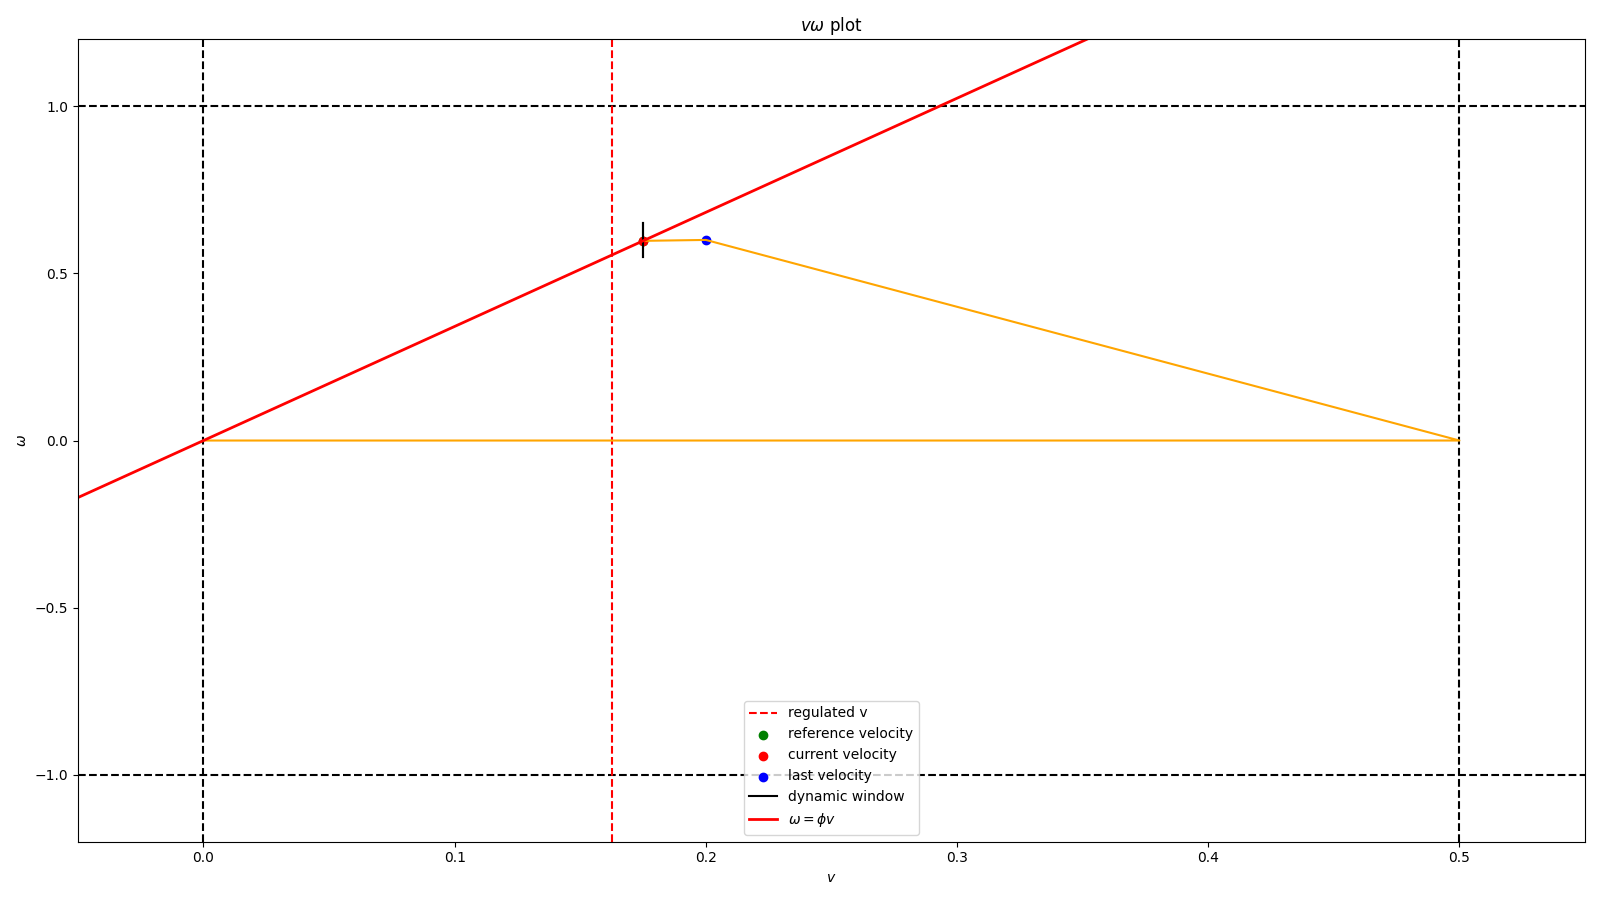 vω plot
1.0
0.5
0.0
−0.5
−1.0
ω
0.0
0.1
0.2
0.3
0.4
0.5
v
regulated v
reference velocity
current velocity
last velocity
dynamic window
ω = ϕv